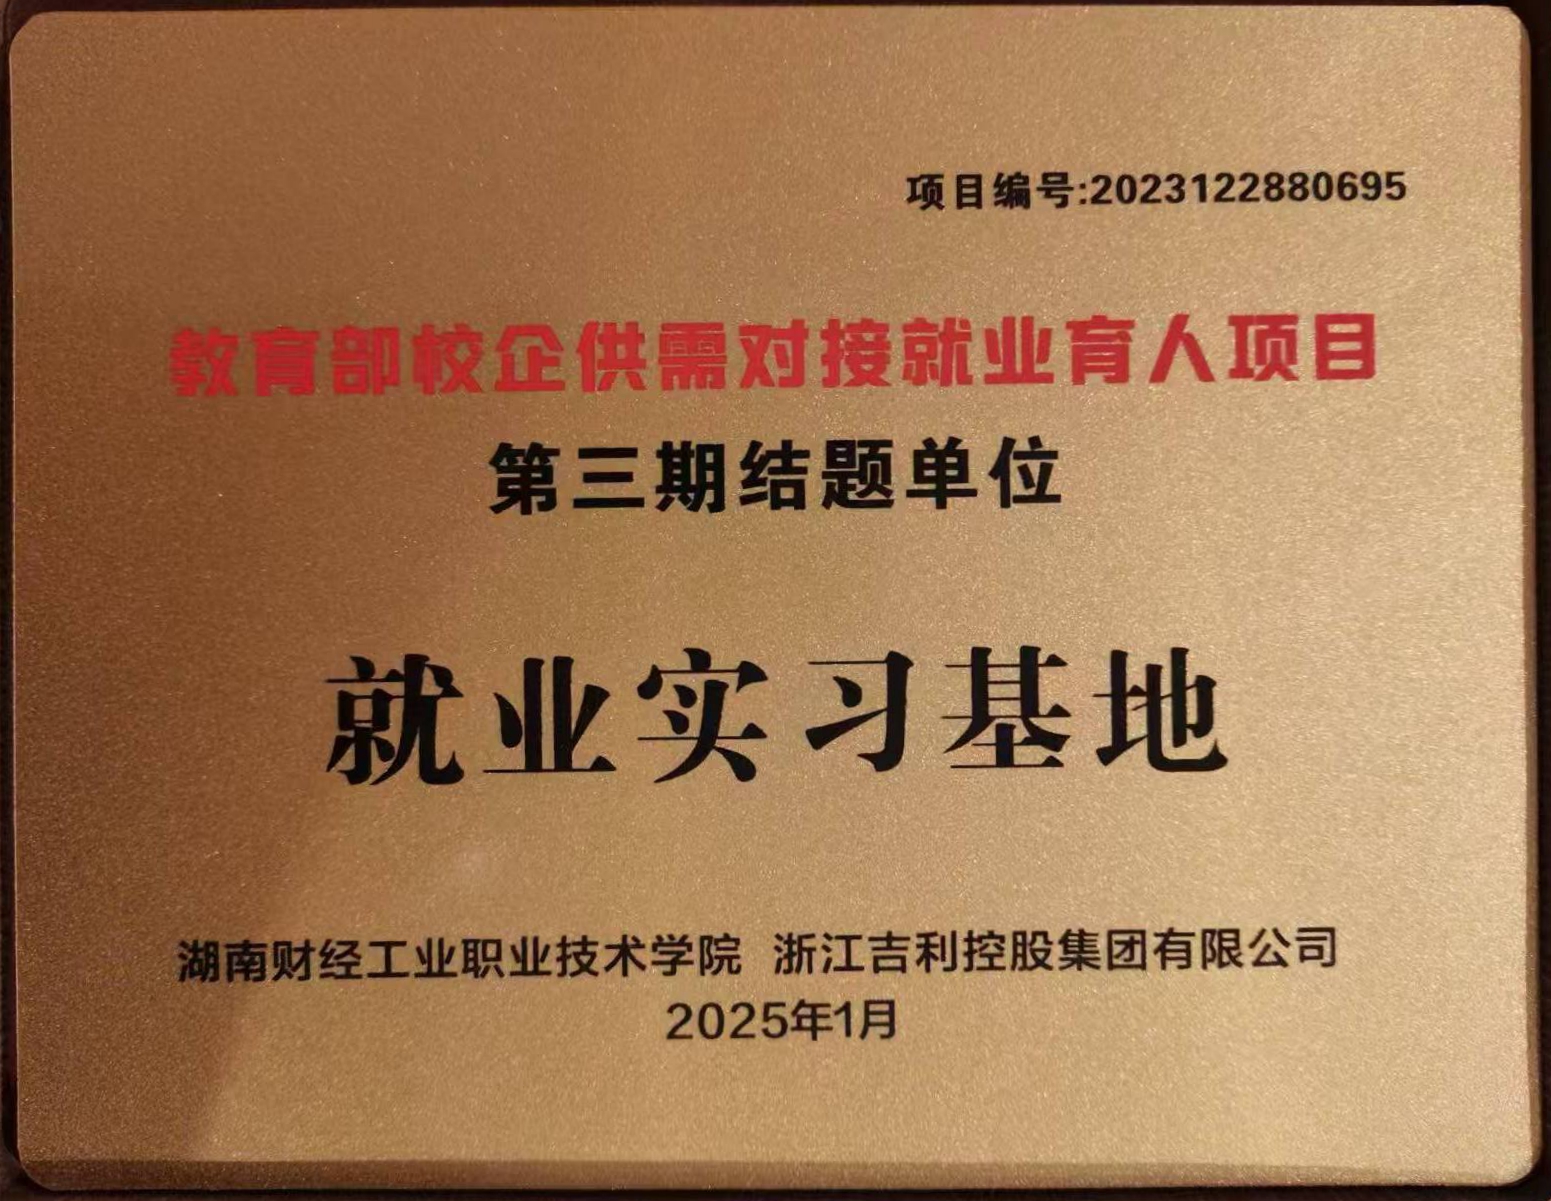 项目编号:2023122880695
教育部校企供需对接就业育人项目
第三期结题单位
就业实习基地
湖南财经工业职业技术学院 浙江吉利控股集团有限公司
2025年1月